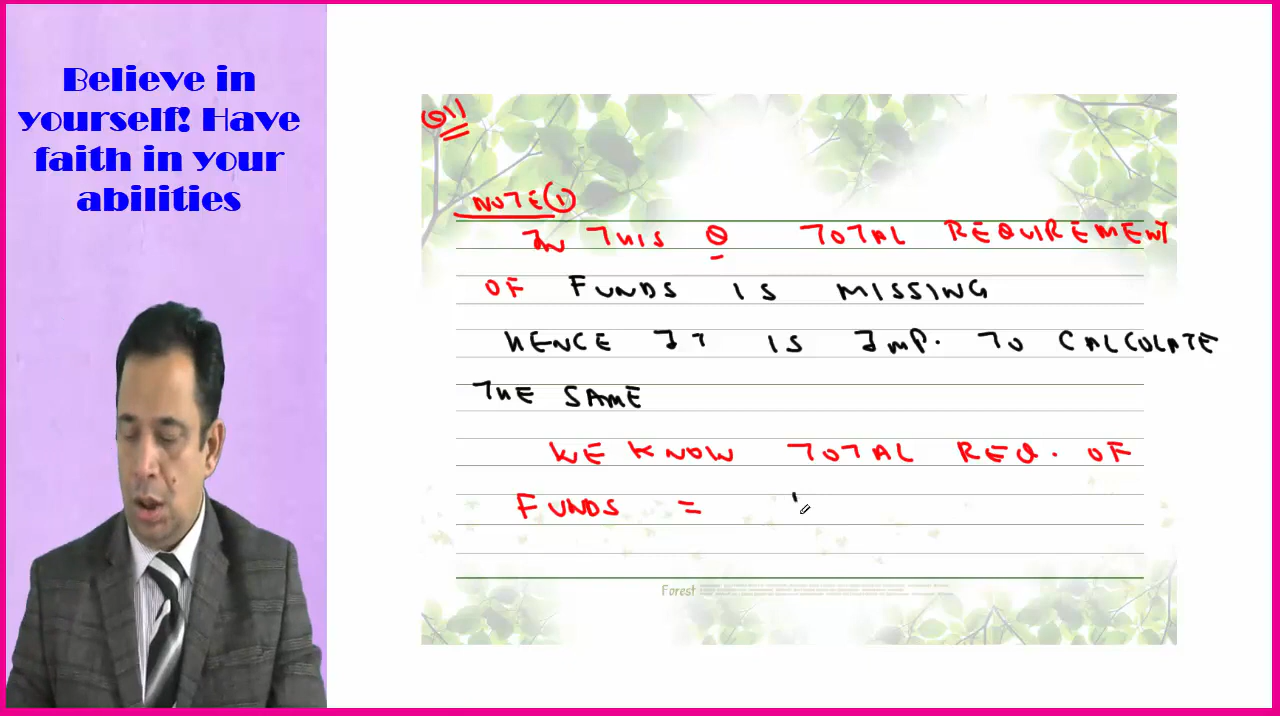 Believe in
yourself! Have
faith in your
abilities
Q11
NOTE (1)
IN THIS Q TOTAL REQUIREMENT
OF FUNDS IS MISSING
HENCE IT IS IMP. TO CALCULATE
THE SAME
WE KNOW TOTAL REQ. OF
FUNDS =
Forest